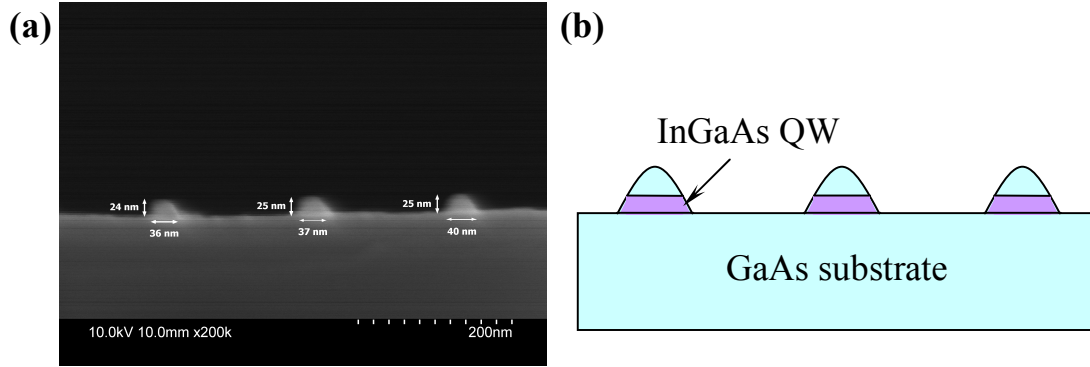 (a)
24 nm
36 nm
25 nm
37 nm
25 nm
40 nm
10.0kV 10.0mm x200k
200nm
(b)
InGaAs QW
GaAs substrate